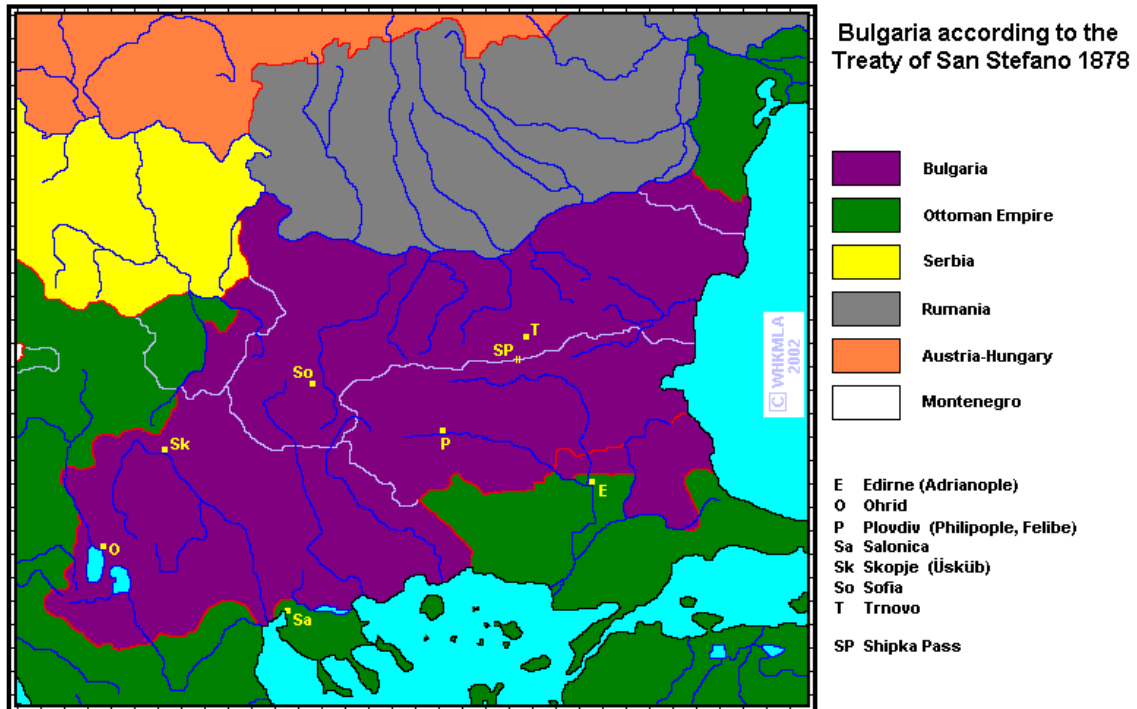 Bulgaria according to the
Treaty of San Stefano 1878
Bulgaria
Ottoman Empire
Serbia
Rumania
Austria-Hungary
Montenegro
E Edirne (Adrianople)
O Ohrid
P Plovdiv (Philipople, Felibe)
Sa Salonica
Sk Skopje (Üsküb)
So Sofia
T Trnovo
SP Shipka Pass
T
SP
So
P
Sk
E
O
Sa
C WHKMLA
2002